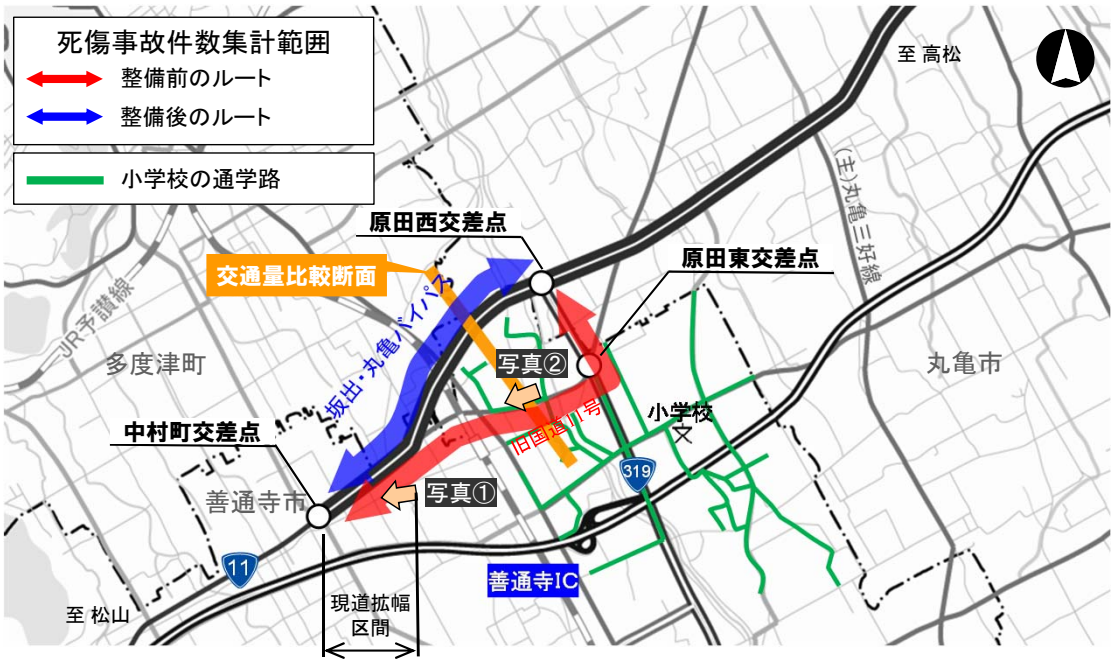 死傷事故件数集計範囲
整備前のルート
整備後のルート
小学校の通学路
至 高松
(主)丸亀三好線
原田西交差点
原田東交差点
交通量比較断面
坂出・丸亀バイパス
JR予讃線
多度津町
丸亀市
写真②
旧国道11号
小学校
文
中村町交差点
319
写真①
善通寺市
11
善通寺IC
至 松山
現道拡幅
区間